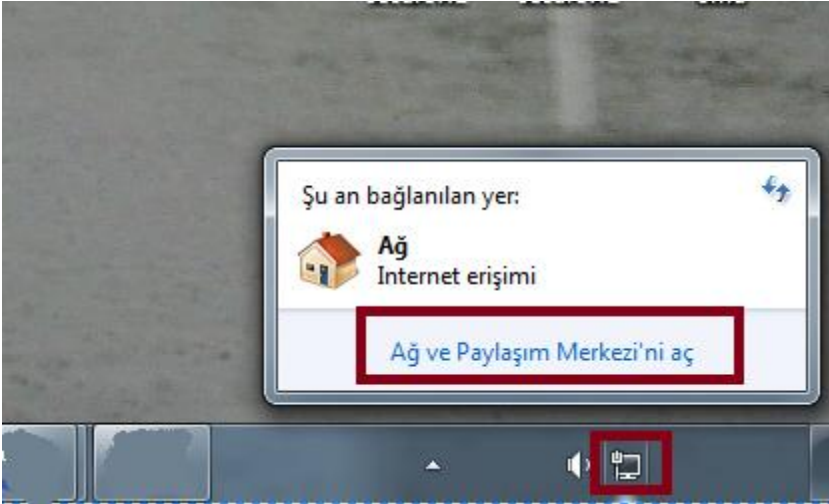 Şu an bağlanılan yer:
Ağ
Internet erişimi
Ağ ve Paylaşım Merkezi'ni aç